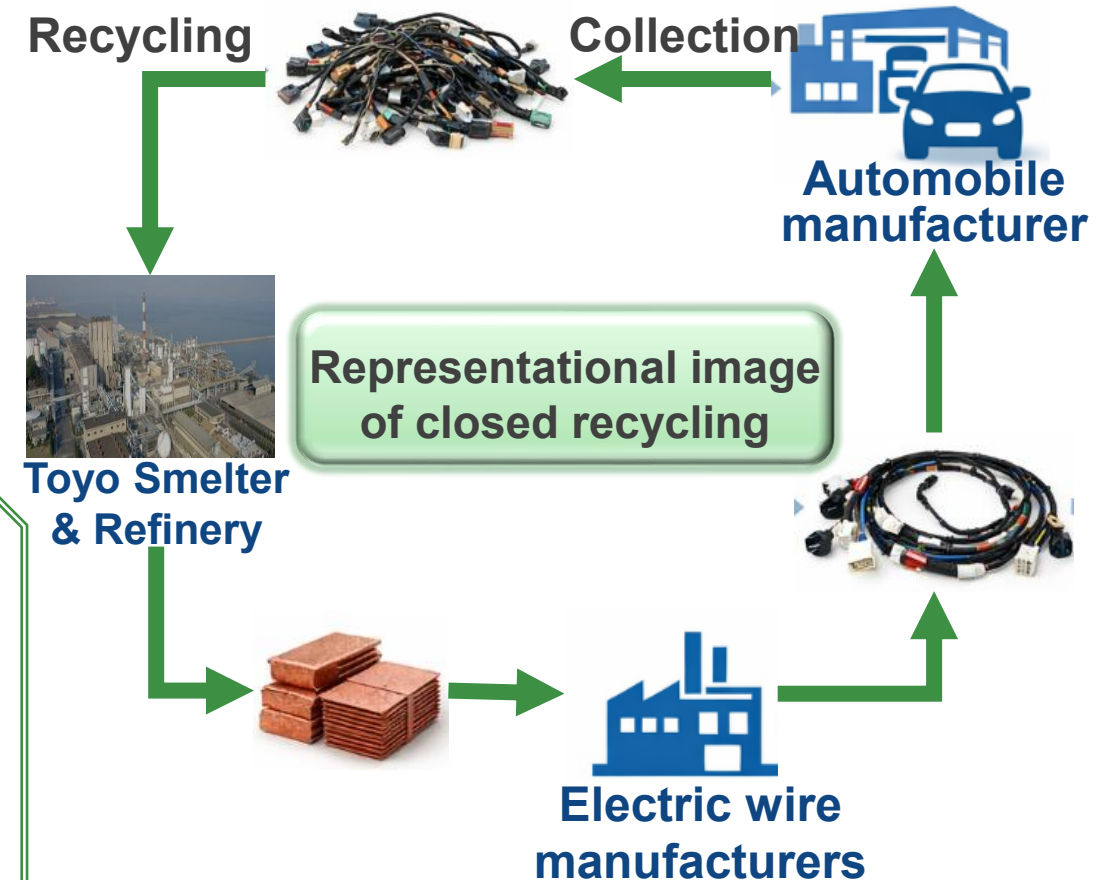 Recycling
Collection
Automobile
manufacturer
Representational image
of closed recycling
Toyo Smelter
& Refinery
Electric wire
manufacturers